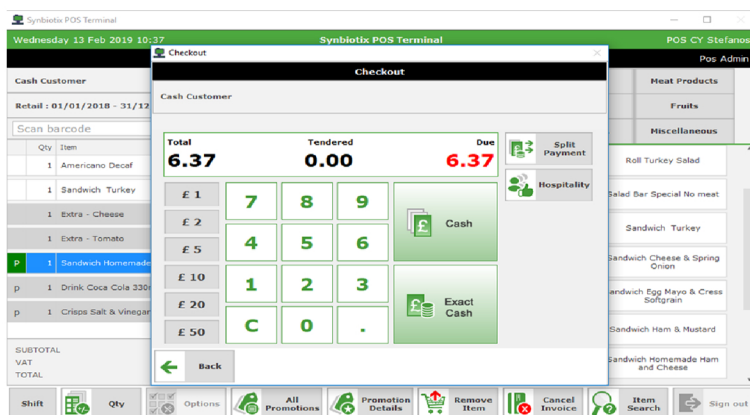 Synbiotix POS Terminal
Wednesday 13 Feb 2019 10:37
Synbiotix POS Terminal
POS CY Stefanos
Pos Admin
Checkout
Checkout
Cash Customer
Cash Customer
Retail : 01/01/2018 - 31/12
Scan barcode
Qty Item
1 Americano Decaf
1 Sandwich Turkey
1 Extra - Cheese
1 Extra - Tomato
P 1 Sandwich Homemade
p 1 Drink Coca Cola 330
p 1 Crisps Salt & Vinegar
SUBTOTAL
VAT
TOTAL
Total Tendered Due
6.37 0.00 6.37
£ 1
£ 2
£ 5
£ 10
£ 20
£ 50
7 8 9
4 5 6
1 2 3
C 0 .
£ Cash
£ Exact
Cash
Split
Payment
Hospitality
Back
Meat Products
Fruits
Miscellaneous
Roll Turkey Salad
Salad Bar Special No meat
Sandwich Turkey
Sandwich Cheese & Spring
Onion
andwich Egg Mayo & Cress
Softgrain
Sandwich Ham & Mustard
Sandwich Homemade Ham
and Cheese
Shift
Qty
Options
All
Promotions
Promotion
Details
Remove
Item
Cancel
Invoice
Item
Search
Sign out